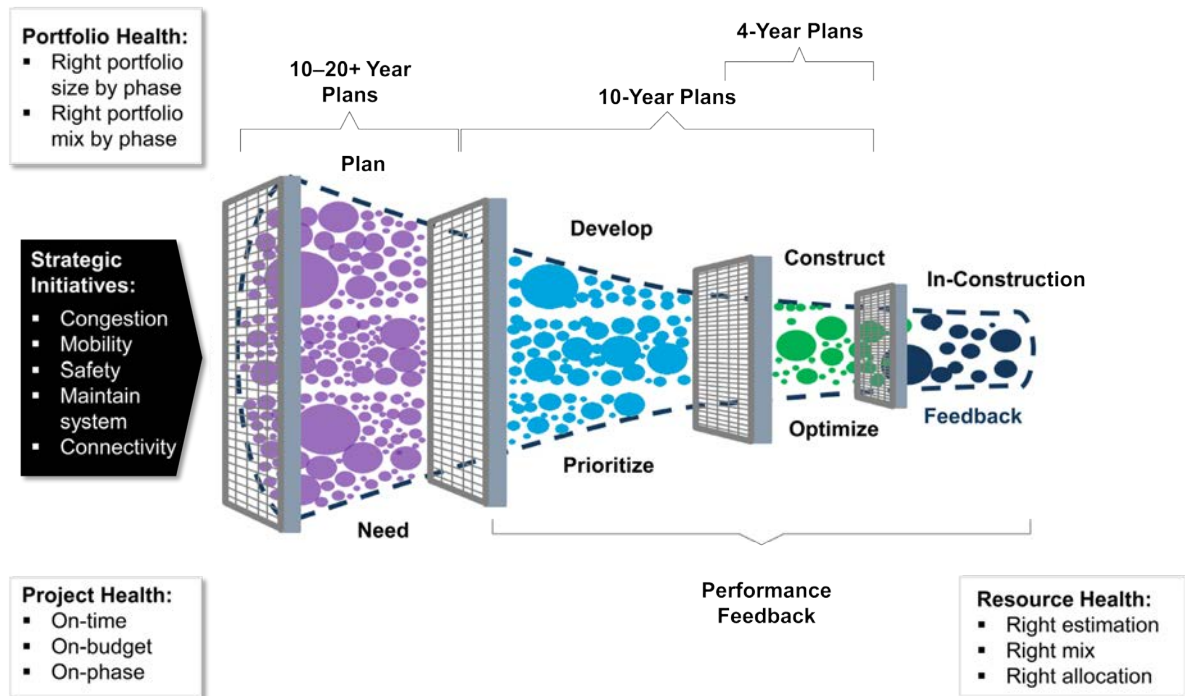 Portfolio Health:
▪ Right portfolio
size by phase
▪ Right portfolio
mix by phase
4-Year Plans
10–20+ Year
Plans
10-Year Plans
Plan
Develop
Construct
In-Construction
Strategic
Initiatives:
▪ Congestion
▪ Mobility
▪ Safety
▪ Maintain
system
▪ Connectivity
Need
Prioritize
Optimize
Feedback
Performance
Feedback
Project Health:
▪ On-time
▪ On-budget
▪ On-phase
Resource Health:
▪ Right estimation
▪ Right mix
▪ Right allocation